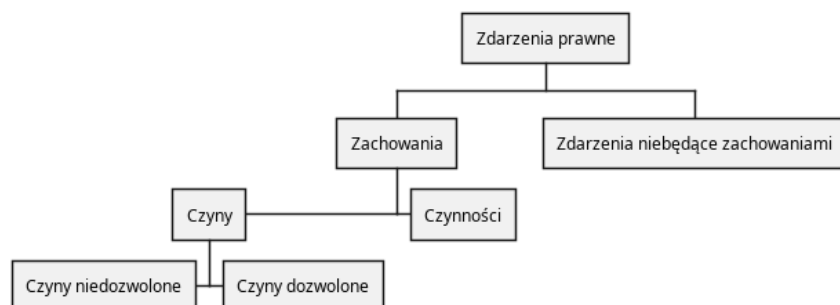 Zdarzenia prawne
Zachowania
Zdarzenia niebędące zachowaniami
Czyny
Czynności
Czyny niedozwolone
Czyny dozwolone